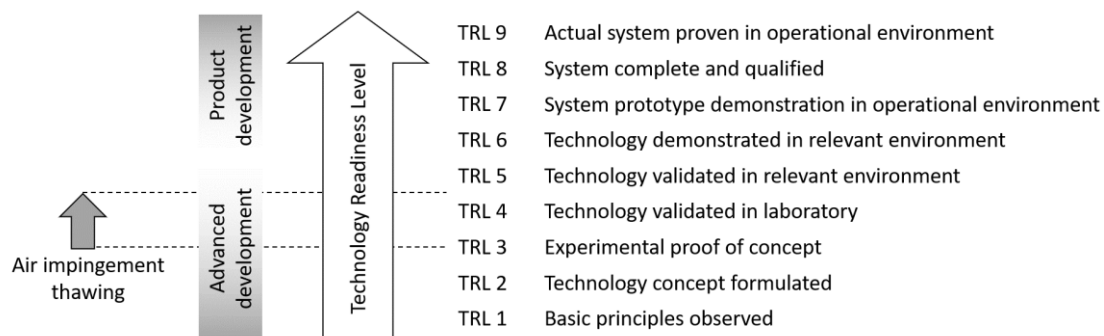 Product
development
Advanced
development
Technology Readiness Level
Air impingement
thawing
TRL 9 Actual system proven in operational environment
TRL 8 System complete and qualified
TRL 7 System prototype demonstration in operational environment
TRL 6 Technology demonstrated in relevant environment
TRL 5 Technology validated in relevant environment
TRL 4 Technology validated in laboratory
TRL 3 Experimental proof of concept
TRL 2 Technology concept formulated
TRL 1 Basic principles observed